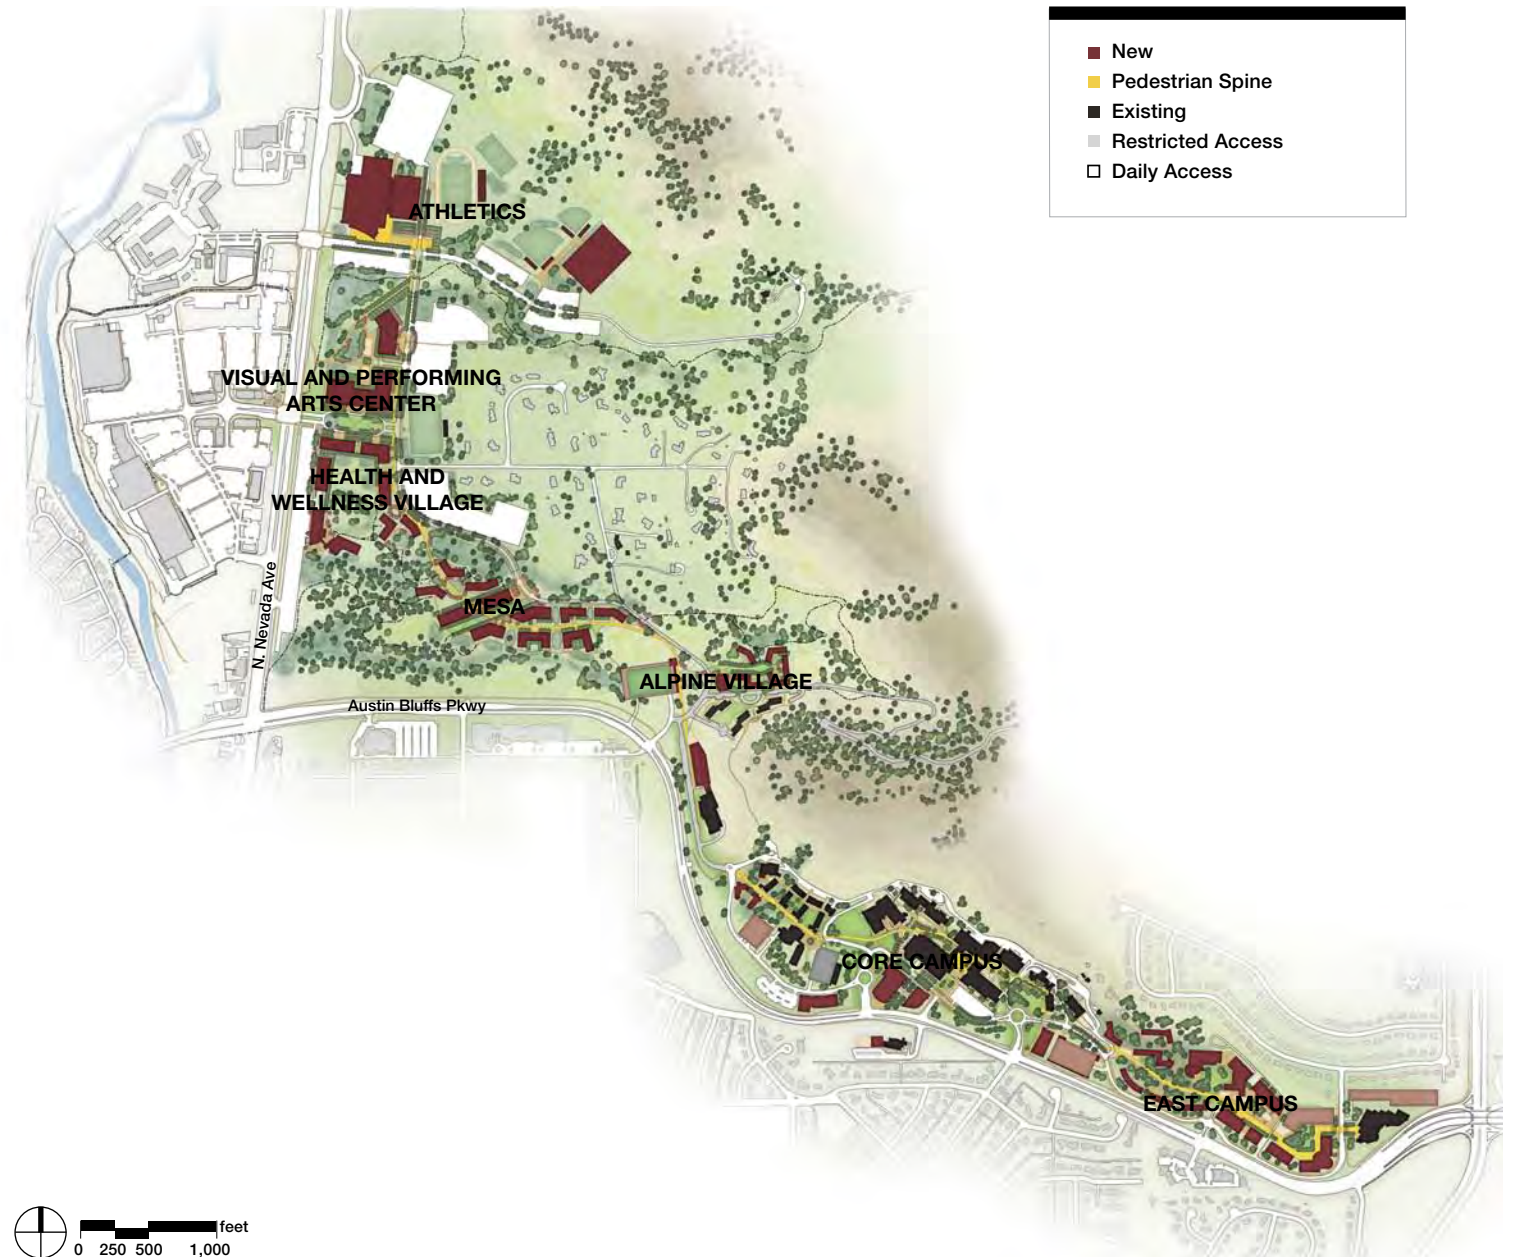 New
Pedestrian Spine
Existing
Restricted Access
Daily Access
ATHLETICS
VISUAL AND PERFORMING
ARTS CENTER
HEALTH AND
WELLNESS VILLAGE
N. Nevada Ave
MESA
ALPINE VILLAGE
Austin Bluffs Pkwy
CORE CAMPUS
EAST CAMPUS
feet
0 250 500 1,000